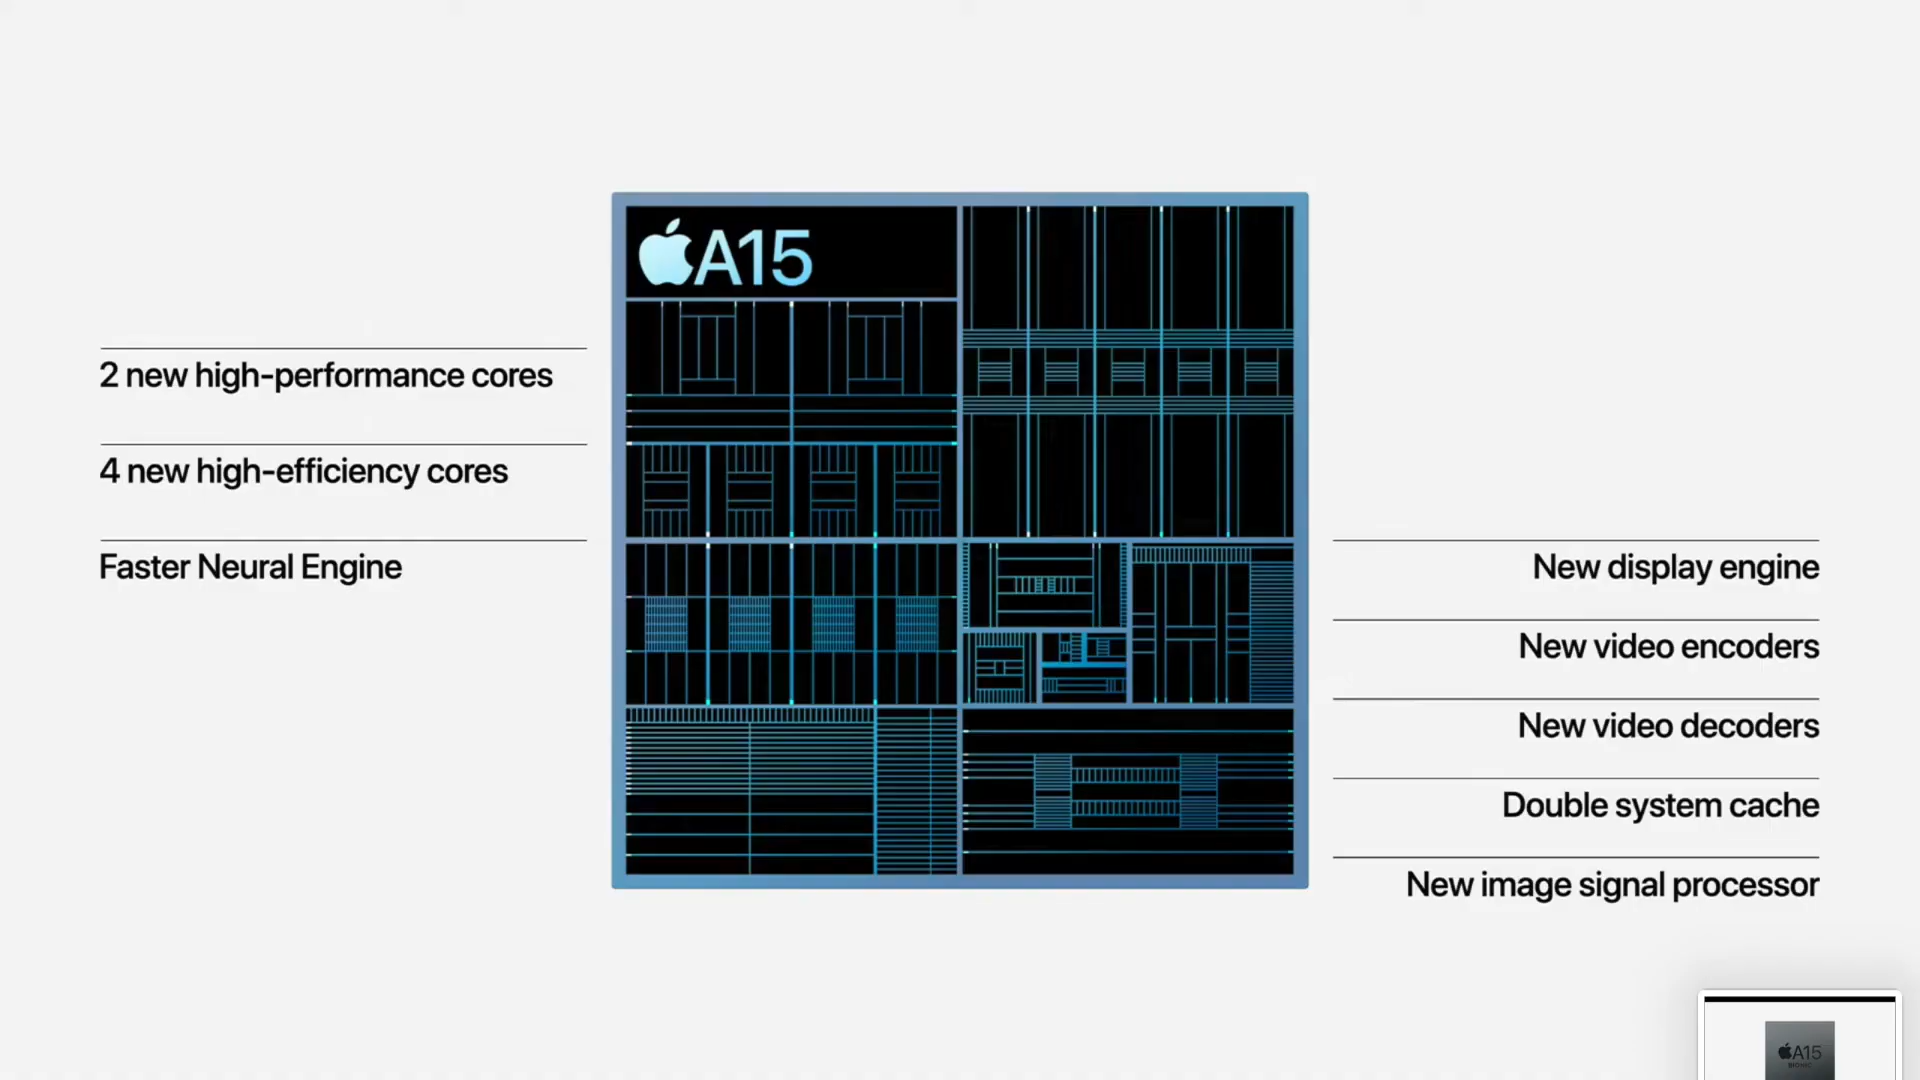 A15
2 new high-performance cores
4 new high-efficiency cores
Faster Neural Engine
New display engine
New video encoders
New video decoders
Double system cache
New image signal processor
A15
BIONIC